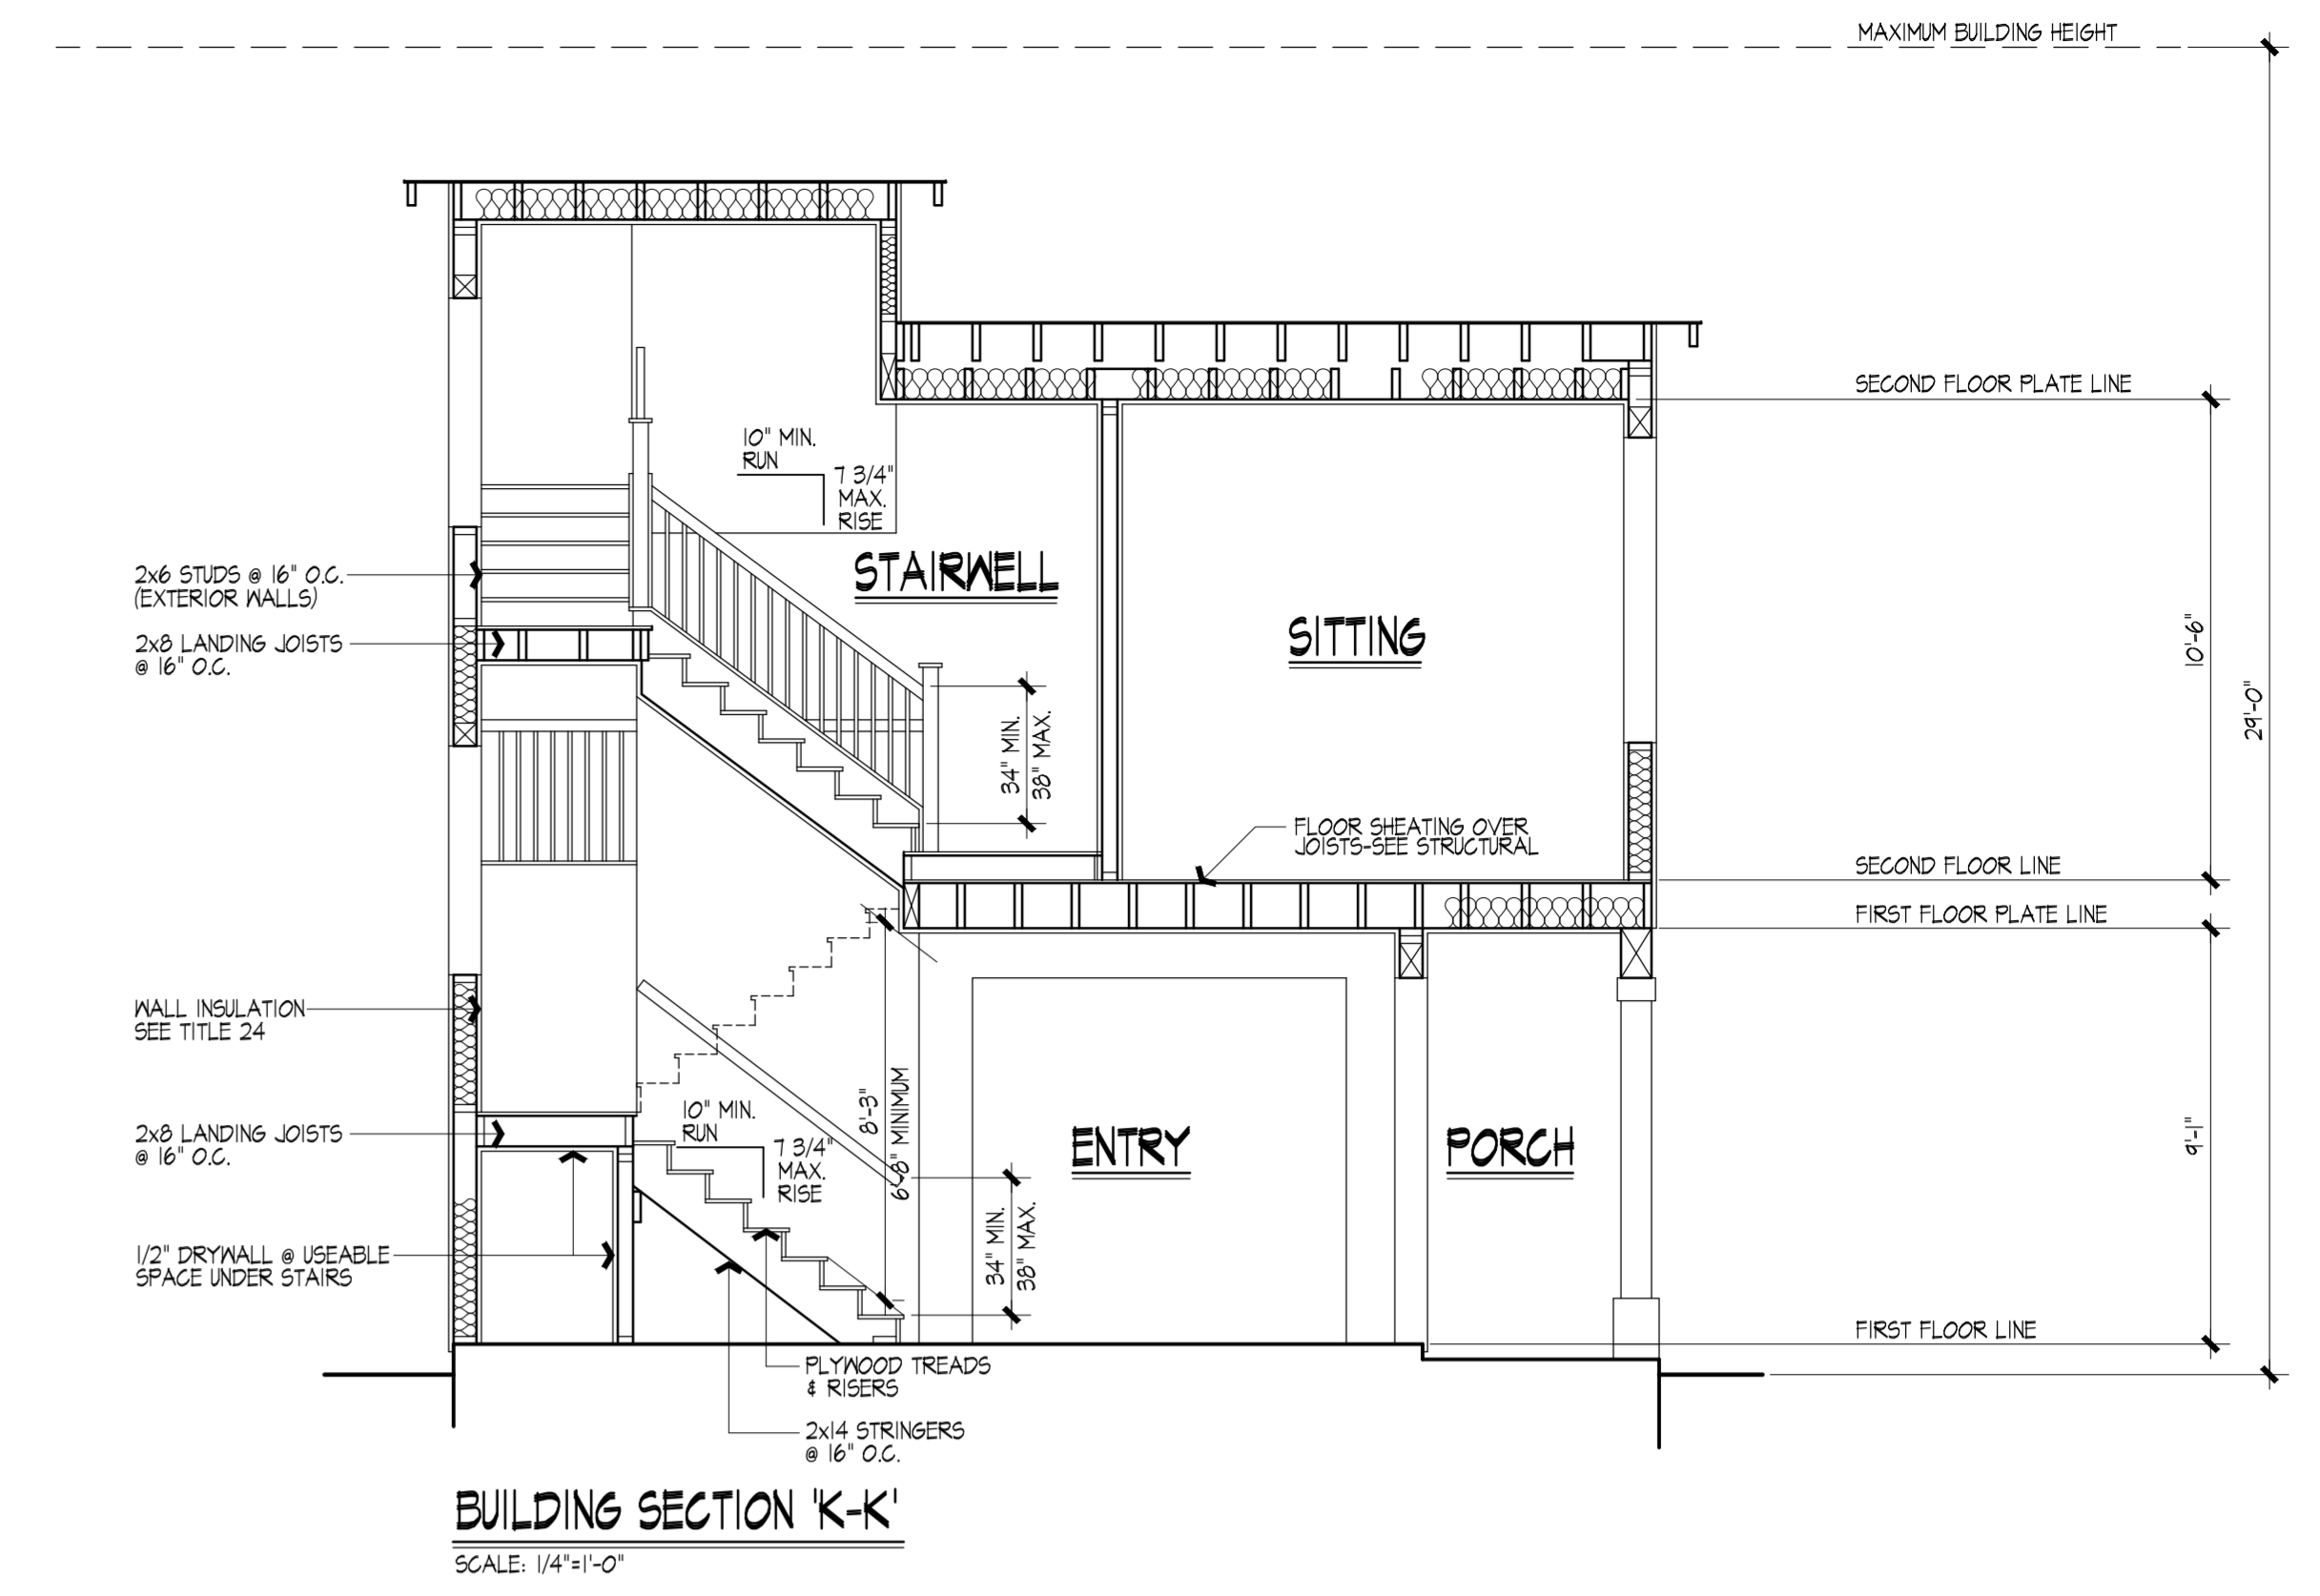 MAXIMUM BUILDING HEIGHT
SECOND FLOOR PLATE LINE
10" MIN.
RUN
7 3/4"
MAX.
RISE
STAIRWELL
2x6 STUDS @ 16" O.C.
(EXTERIOR WALLS)
2x8 LANDING JOISTS
@ 16" O.C.
SITTING
10'-6"
29'-0"
34" MIN.
38" MAX.
FLOOR SHEATING OVER
JOISTS-SEE STRUCTURAL
SECOND FLOOR LINE
FIRST FLOOR PLATE LINE
WALL INSULATION
SEE TITLE 24
2x8 LANDING JOISTS
@ 16" O.C.
10" MIN.
RUN
7 3/4"
MAX.
RISE
8'-3"
6'-8" MINIMUM
ENTRY
PORCH
9'-1"
34" MIN.
38" MAX.
1/2" DRYWALL @ USEABLE
SPACE UNDER STAIRS
FIRST FLOOR LINE
PLYWOOD TREADS
& RISERS
2x14 STRINGERS
@ 16" O.C.
BUILDING SECTION 'K-K'
SCALE: 1/4"=1'-0"